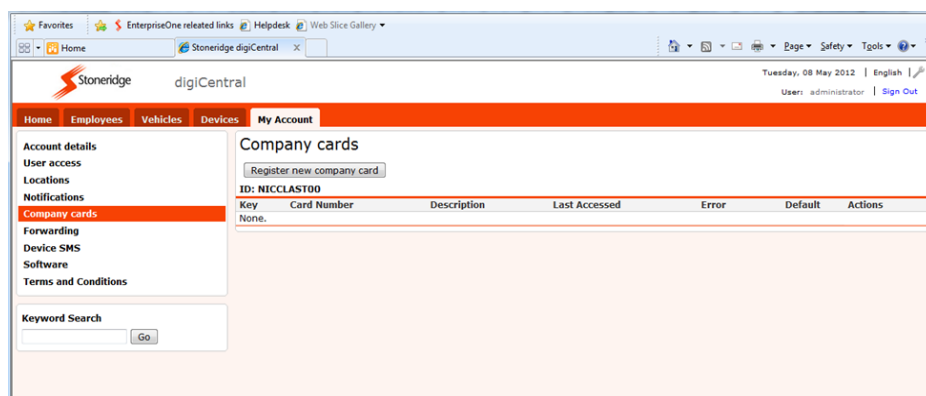 Favorites EnterpriseOne releated links Helpdesk Web Slice Gallery
Home Stoneridge digiCentral X Page Safety Tools
Stoneridge digiCentral Tuesday, 08 May 2012 | English |
User: administrator | Sign Out
Home Employees Vehicles Devices My Account
Account details
User access
Locations
Notifications
Company cards
Forwarding
Device SMS
Software
Terms and Conditions
Keyword Search
Go
Company cards
Register new company card
ID: NICCLAST00
Key Card Number Description Last Accessed Error Default Actions
None.